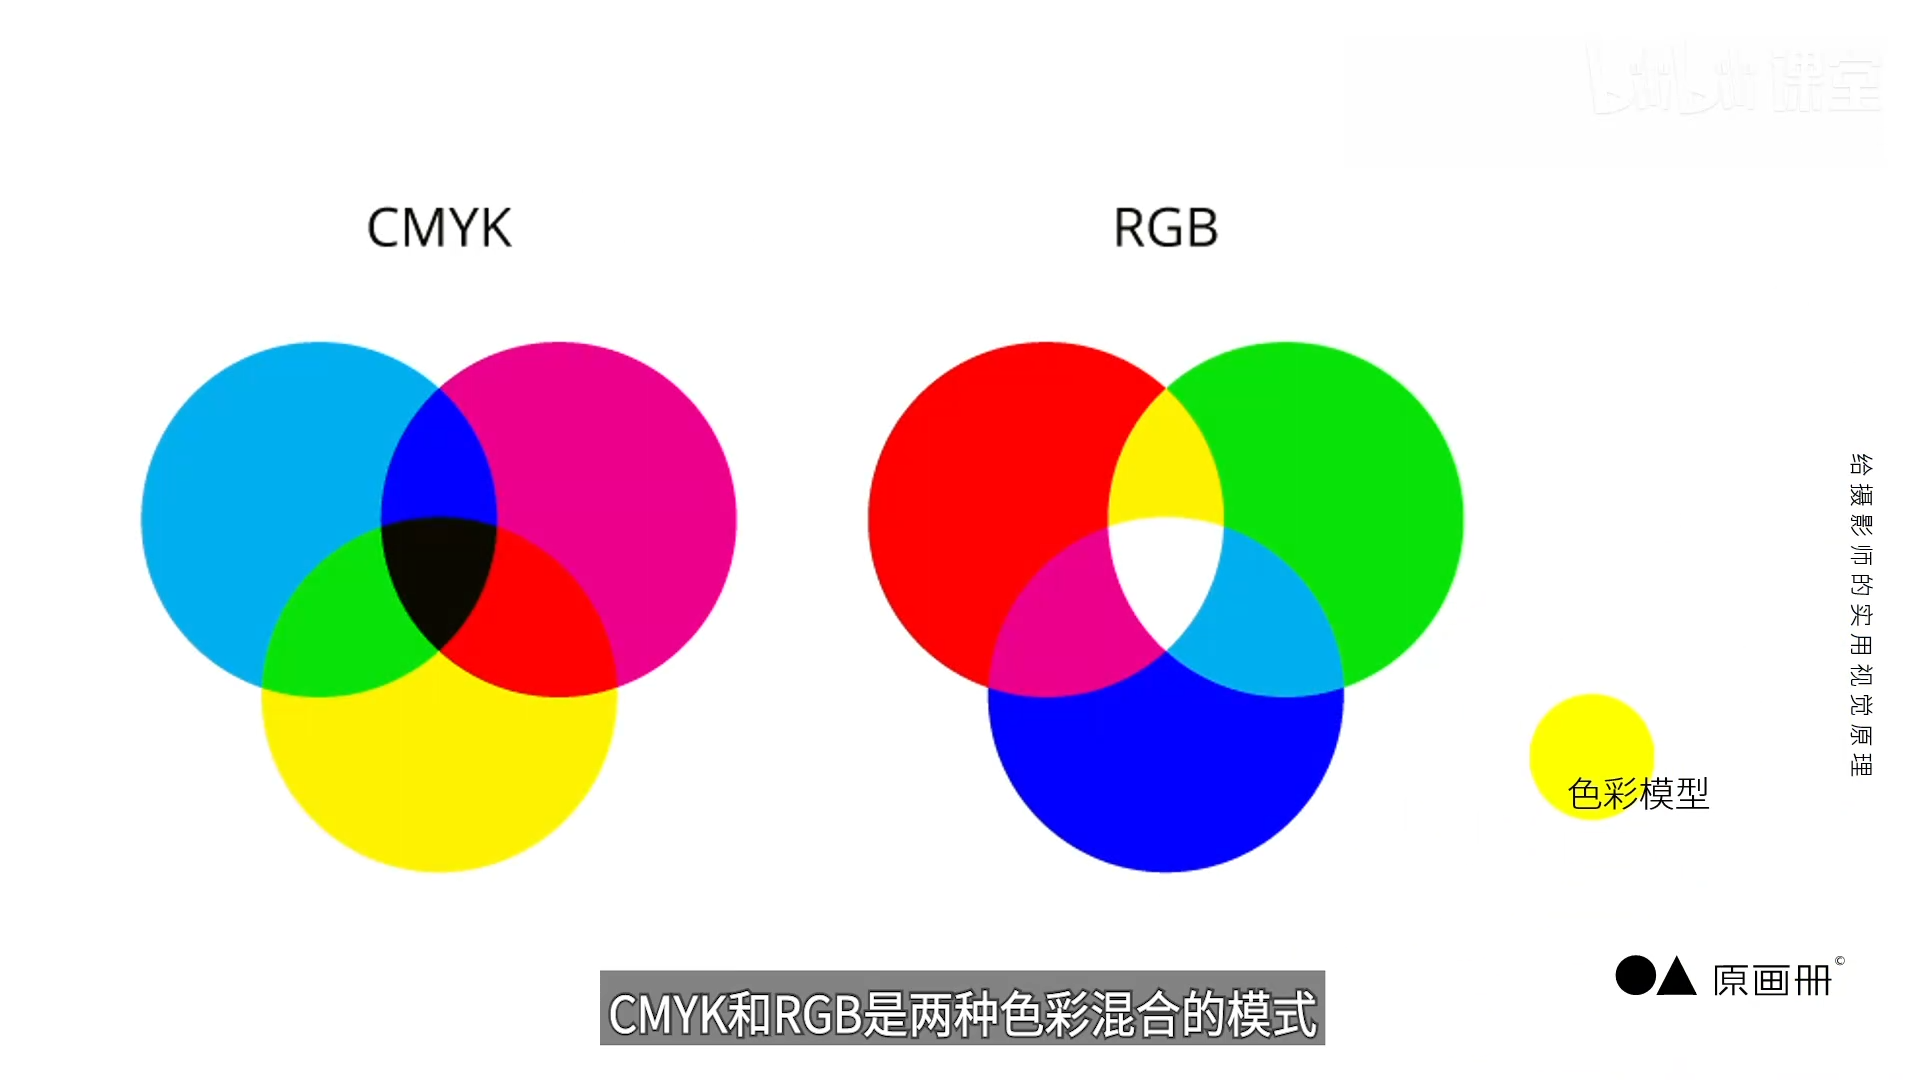 bilibili 课堂
CMYK
RGB
给摄影师的实用视觉原理
色彩模型
原画册©
CMYK和RGB是两种色彩混合的模式